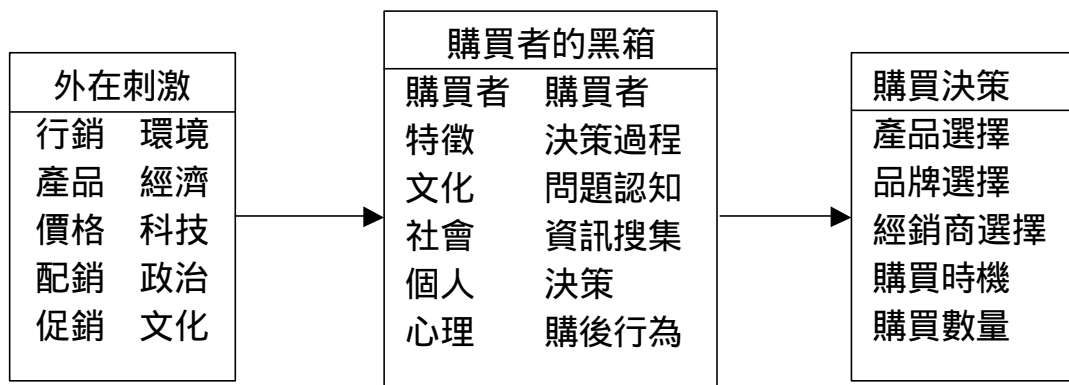 外在刺激
行銷 環境
產品 經濟
價格 科技
配銷 政治
促銷 文化
購買者的黑箱
購買者 購買者
特徵 決策過程
文化 問題認知
社會 資訊搜集
個人 決策
心理 購後行為
購買決策
產品選擇
品牌選擇
經銷商選擇
購買時機
購買數量